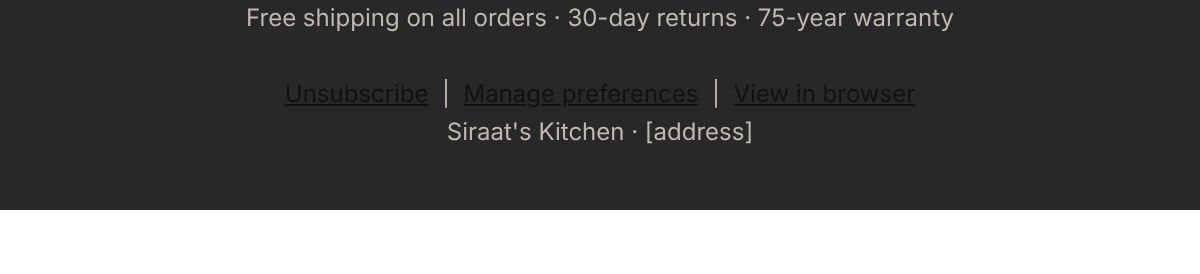 Free shipping on all orders · 30-day returns · 75-year warranty
Unsubscribe | Manage preferences | View in browser
Siraat's Kitchen · [address]